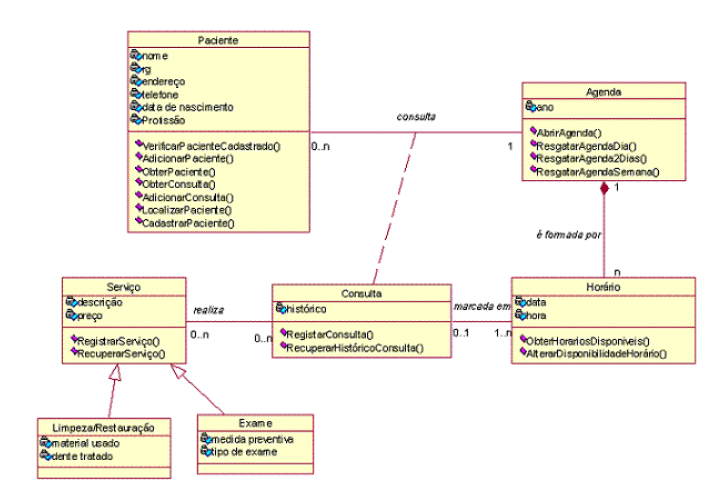 Paciente
nome
rg
endereço
telefone
data de nascimento
Profissão
VerificarPacienteCadastrado()
AdicionarPaciente()
ObterPaciente()
ObterConsulta()
AdicionarConsulta()
LocalizarPaciente()
CadastrarPaciente()
consulta
0..n
1
Agenda
ano
AbrirAgenda()
ResgatarAgendaDia()
ResgatarAgenda2Dias()
ResgatarAgendaSemana()
1
é formada por
n
Serviço
descrição
preço
RegistrarServiço()
RecuperarServiço()
realiza
0..n
0..n
Consulta
histórico
RegistarConsulta()
RecuperarHistóricoConsulta()
marcada em
0..1
1..n
Horário
data
hora
ObterHorariosDisponiveis()
AlterarDisponibilidadeHorário()
Limpeza/Restauração
material usado
dente tratado
Exame
medida preventiva
tipo de exame